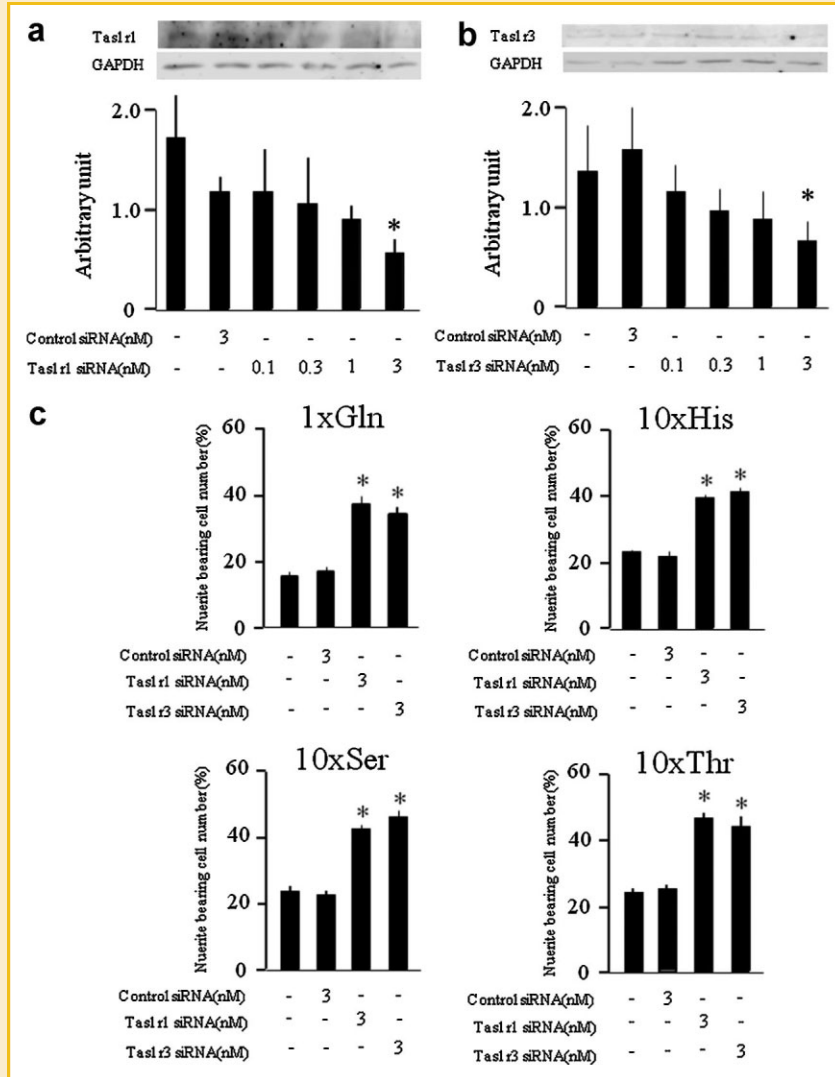 a
Tas1r1
GAPDH
2.0
1.0
0
Arbitrary unit
*
Control siRNA(nM) - 3 - - - -
Tas1r1 siRNA(nM) - - 0.1 0.3 1 3
b
Tas1r3
GAPDH
2.0
1.0
0
Arbitrary unit
*
Control siRNA(nM) - 3 - - - -
Tas1r3 siRNA(nM) - - 0.1 0.3 1 3
c
1xGln
Nuerite bearing cell number(%)
60
40
20
0
* *
Control siRNA(nM) - 3 - -
Tas1r1 siRNA(nM) - - 3 -
Tas1r3 siRNA(nM) - - - 3
10xHis
Nuerite bearing cell number(%)
60
40
20
0
* *
Control siRNA(nM) - 3 - -
Tas1r1 siRNA(nM) - - 3 -
Tas1r3 siRNA(nM) - - - 3
10xSer
Nuerite bearing cell number(%)
60
40
20
0
* *
Control siRNA(nM) - 3 - -
Tas1r1 siRNA(nM) - - 3 -
Tas1r3 siRNA(nM) - - - 3
10xThr
Nuerite bearing cell number(%)
60
40
20
0
* *
Control siRNA(nM) - 3 - -
Tas1r1 siRNA(nM) - - 3 -
Tas1r3 siRNA(nM) - - - 3